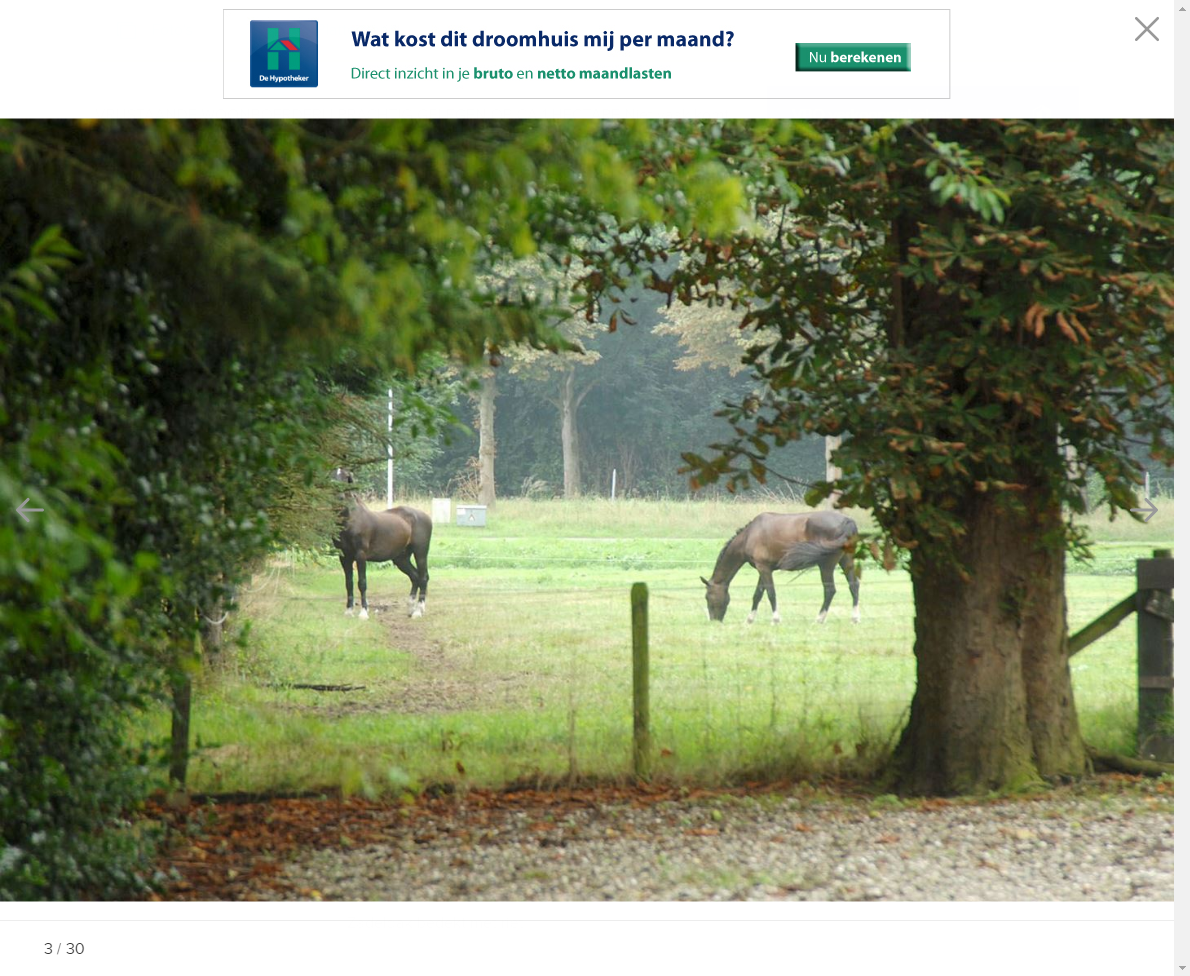 Wat kost dit droomhuis mij per maand?
De Hypotheker
Direct inzicht in je bruto en netto maandlasten
Nu berekenen
3 / 30